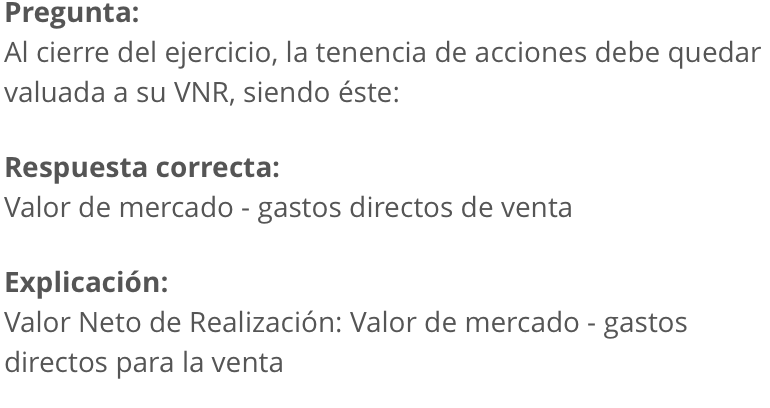 Pregunta:
Al cierre del ejercicio, la tenencia de acciones debe quedar
valuada a su VNR, siendo éste:
Respuesta correcta:
Valor de mercado - gastos directos de venta
Explicación:
Valor Neto de Realización: Valor de mercado - gastos
directos para la venta